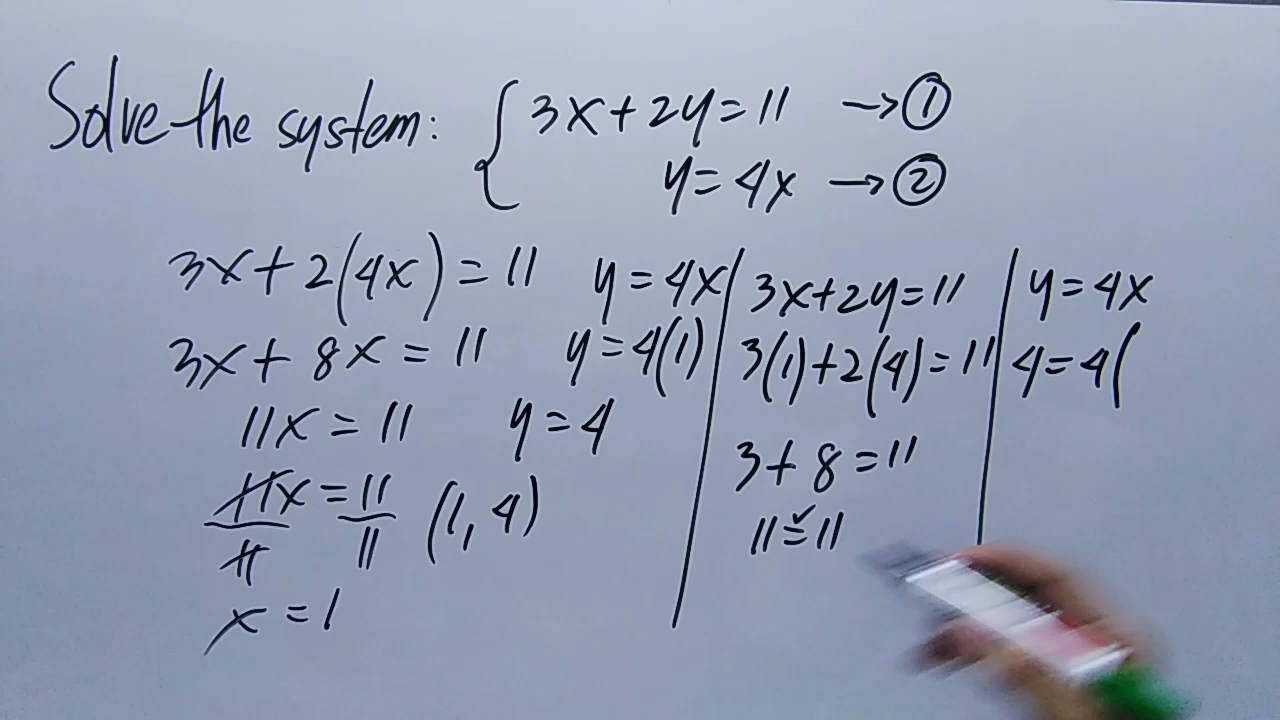 Solve the system: { 3x+2y=11 → ①
y=4x → ②
3x+2(4x)=11
3x+8x=11
11x=11
11x/11=11/11
x=1
y=4x
y=4(1)
y=4
(1,4)
3x+2y=11
3(1)+2(4)=11
3+8=11
11=11 ✓
y=4x
4=4(